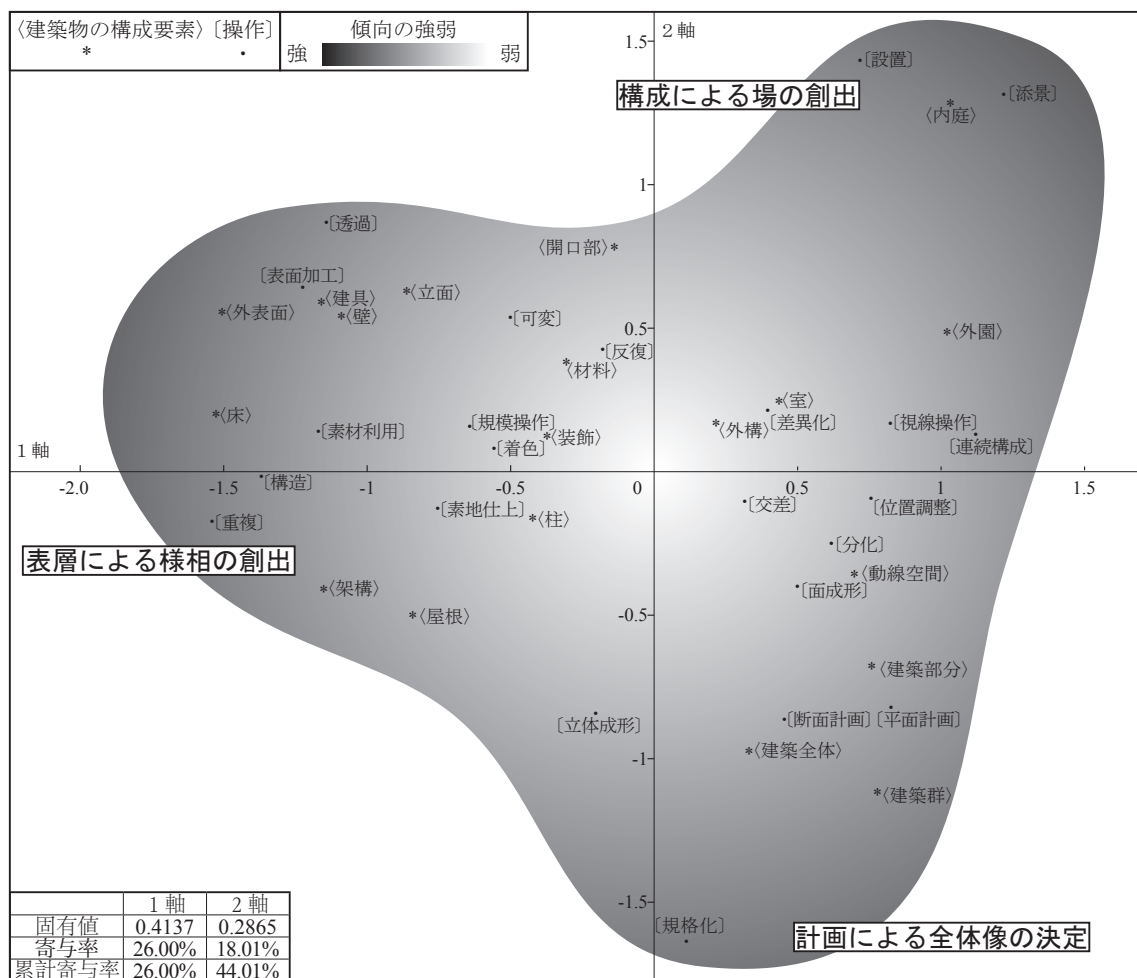 〈建築物の構成要素〉〔操作〕
* ・
傾向の強弱
強 弱
2 軸
1.5
〔設置〕
構成による場の創出
〔添景〕
〈内庭〉
1
〔透過〕
〈開口部〉*
〔表面加工〕
*〈建具〉
*〈立面〉
*〈外表面〉
*〈壁〉
〔可変〕
0.5
*〈外園〉
〔反復〕
*
〈材料〉
*〈床〉
*〈室〉
〔素材利用〕
〔規模操作〕
*〈装飾〉
*〈外構〉
〔差異化〕
〔視線操作〕
〔着色〕
〔連続構成〕
1 軸
-2.0 -1.5 -1 -0.5 0 0.5 1 1.5
〔構造〕
〔重複〕
〔素地仕上〕
*〈柱〉
〔交差〕
〔位置調整〕
〔分化〕
表層による様相の創出
*〈動線空間〉
*〈架構〉
〔面成形〕
*〈屋根〉
-0.5
*〈建築部分〉
〔立体成形〕
〔断面計画〕
〔平面計画〕
*〈建築全体〉
-1
*〈建築群〉
-1.5
〔規格化〕
計画による全体像の決定
1 軸 2 軸
固有値 0.4137 0.2865
寄与率 26.00% 18.01%
累計寄与率 26.00% 44.01%